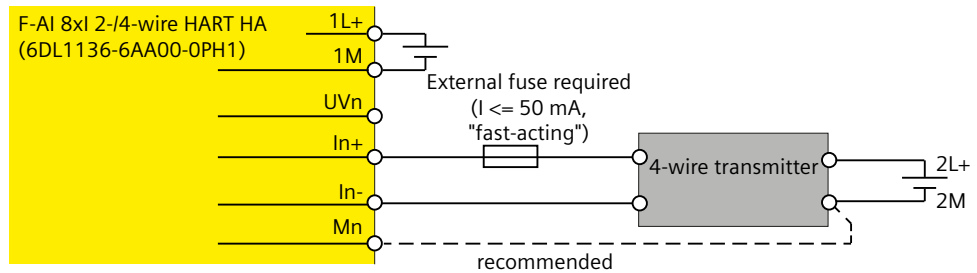 F-AI 8xI 2-/4-wire HART HA
(6DL1136-6AA00-0PH1)
1L+
1M
UVn
In+
In-
Mn
External fuse required
(I <= 50 mA,
"fast-acting")
4-wire transmitter
2L+
2M
recommended